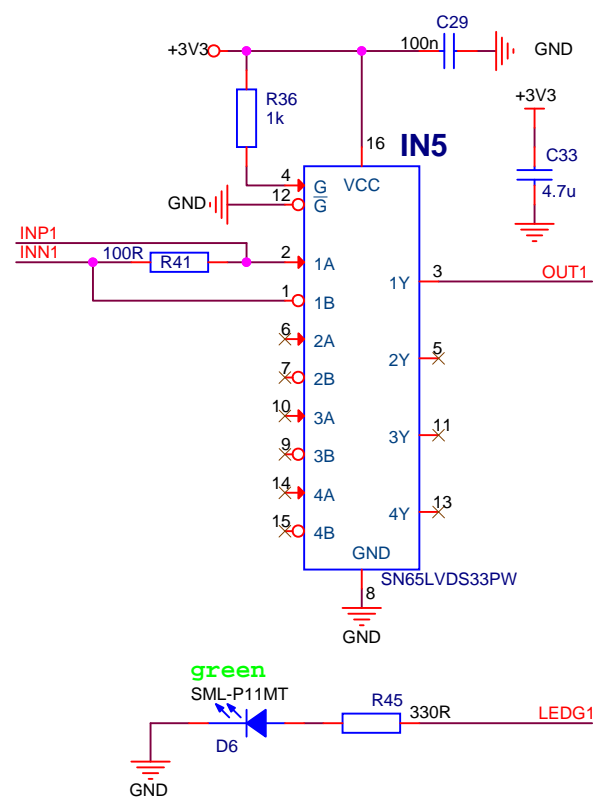 C29
+3V3
100n
GND
R36
1k
+3V3
16
IN5
C33
4.7u
4
G
VCC
GND
12
G
INP1
INN1
100R
R41
2
1A
3
1Y
OUT1
1
1B
6
2A
5
2Y
7
2B
10
3A
11
3Y
9
3B
14
4A
13
4Y
15
4B
GND
SN65LVDS33PW
8
GND
green
SML-P11MT
R45
330R
LEDG1
D6
GND